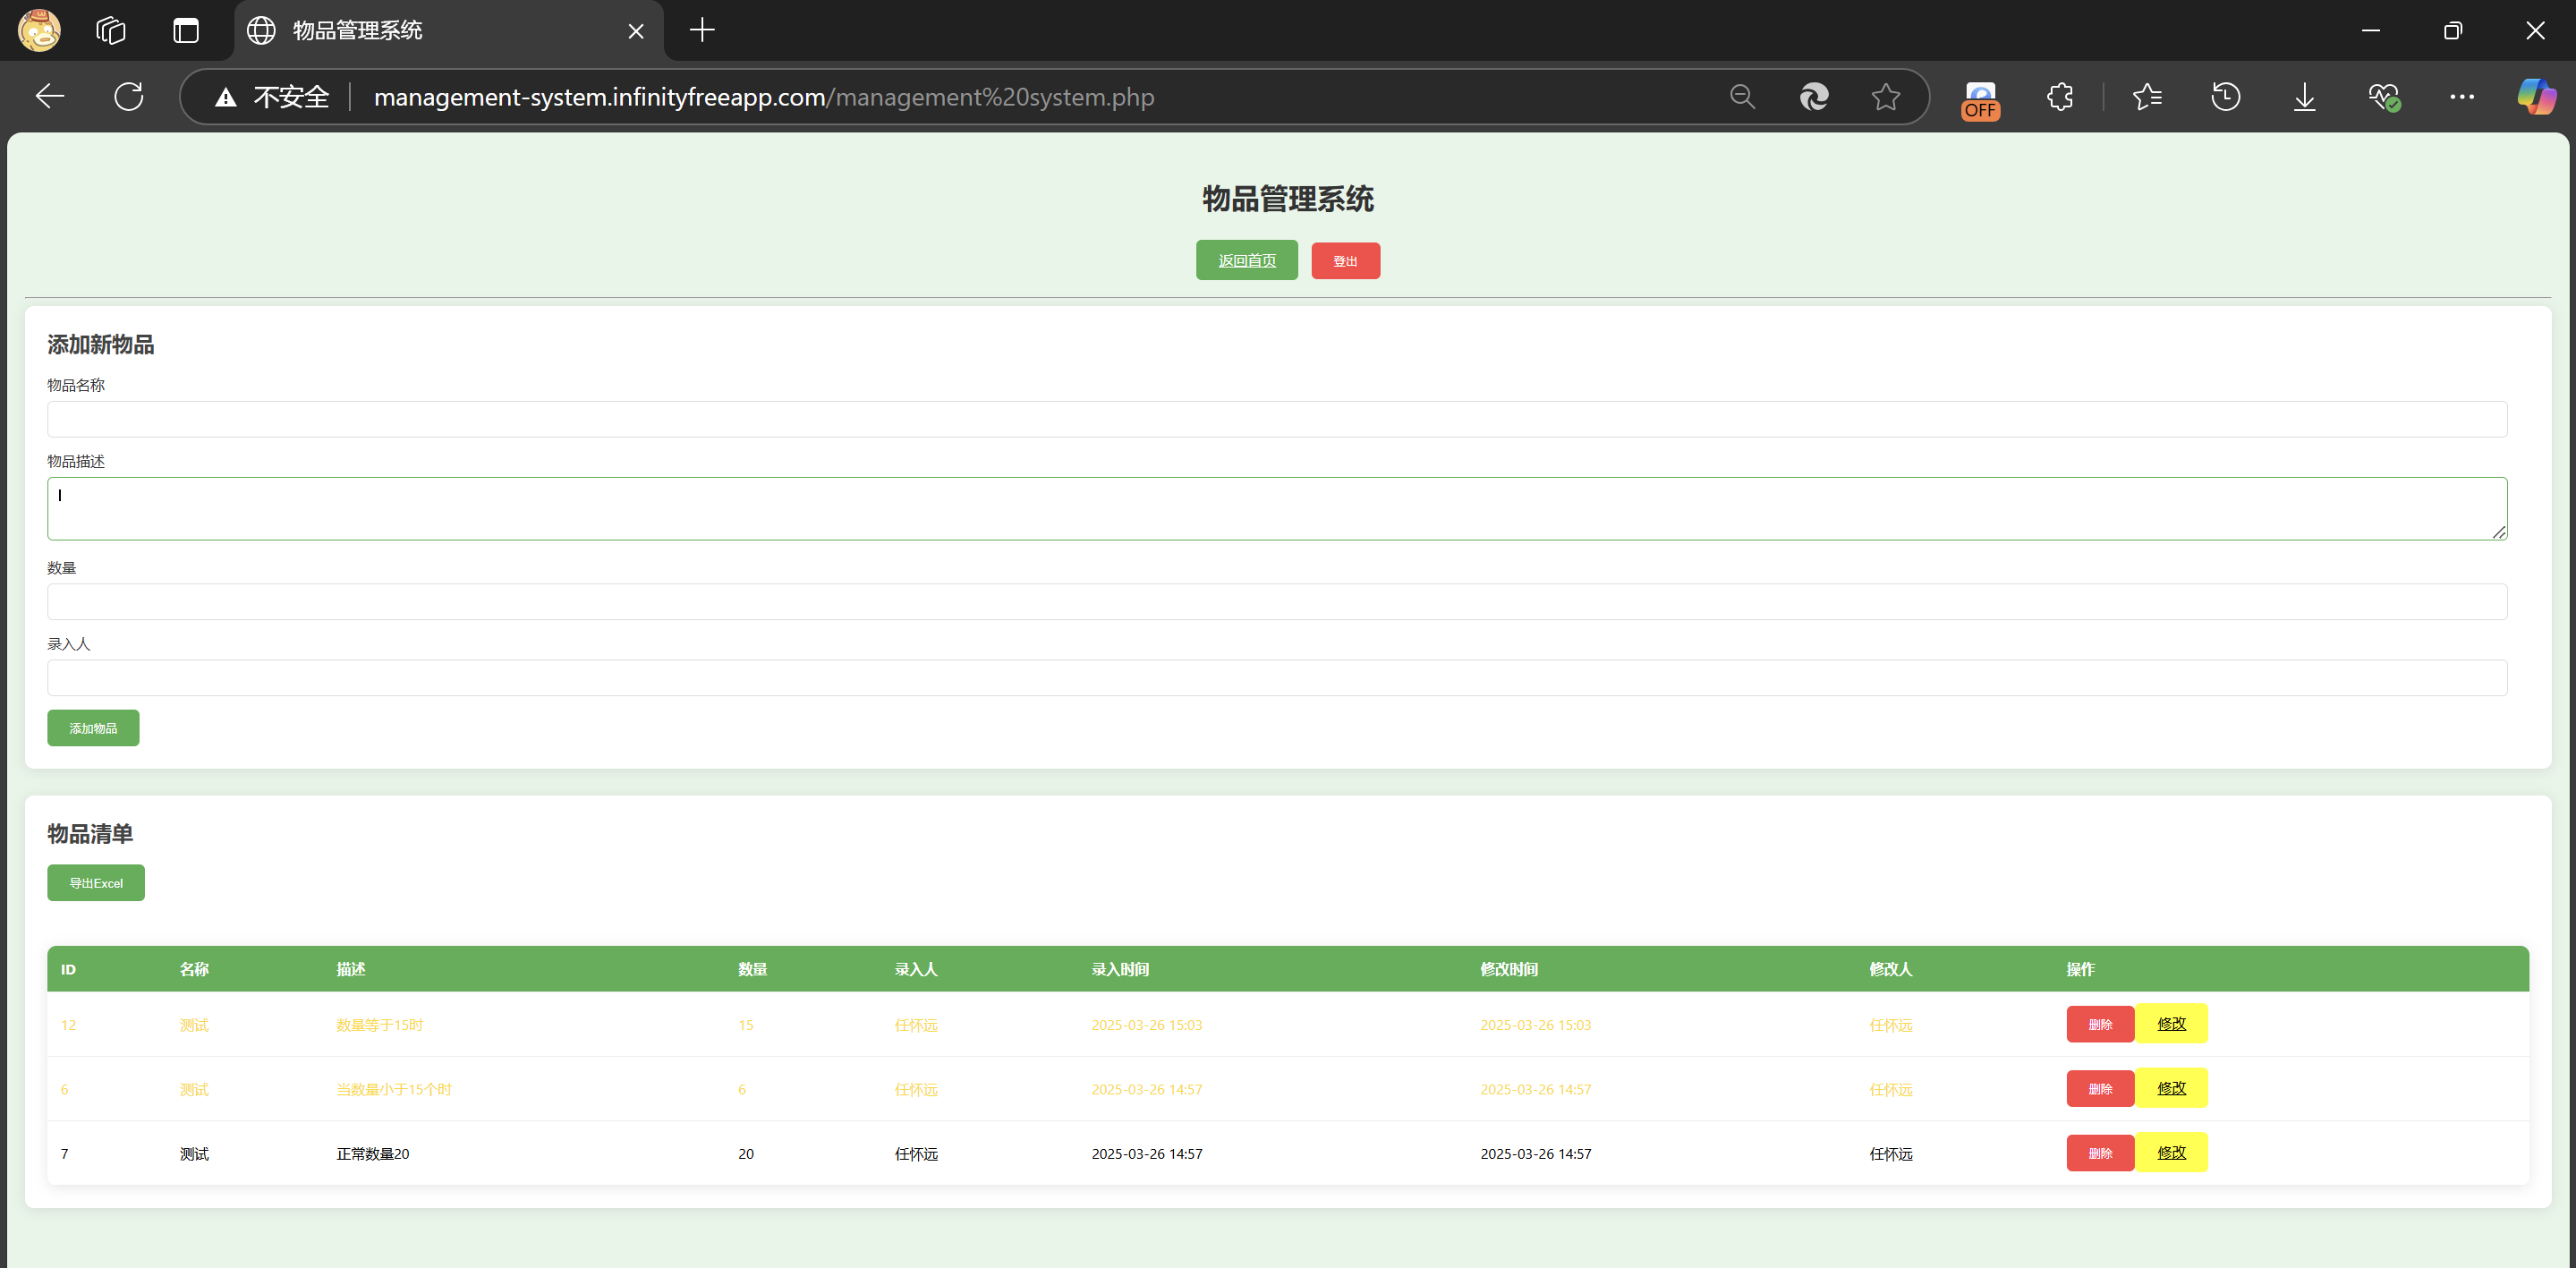 物品管理系统
不安全 management-system.infinityfreeapp.com/management%20system.php
OFF
物品管理系统
返回首页 登出
添加新物品
物品名称
物品描述
数量
录入人
添加物品
物品清单
导出Excel
ID 名称 描述 数量 录入人 录入时间 修改时间 修改人 操作
12 测试 数量等于15时 15 任怀远 2025-03-26 15:03 2025-03-26 15:03 任怀远 删除 修改
6 测试 当数量小于15个时 6 任怀远 2025-03-26 14:57 2025-03-26 14:57 任怀远 删除 修改
7 测试 正常数量20 20 任怀远 2025-03-26 14:57 2025-03-26 14:57 任怀远 删除 修改